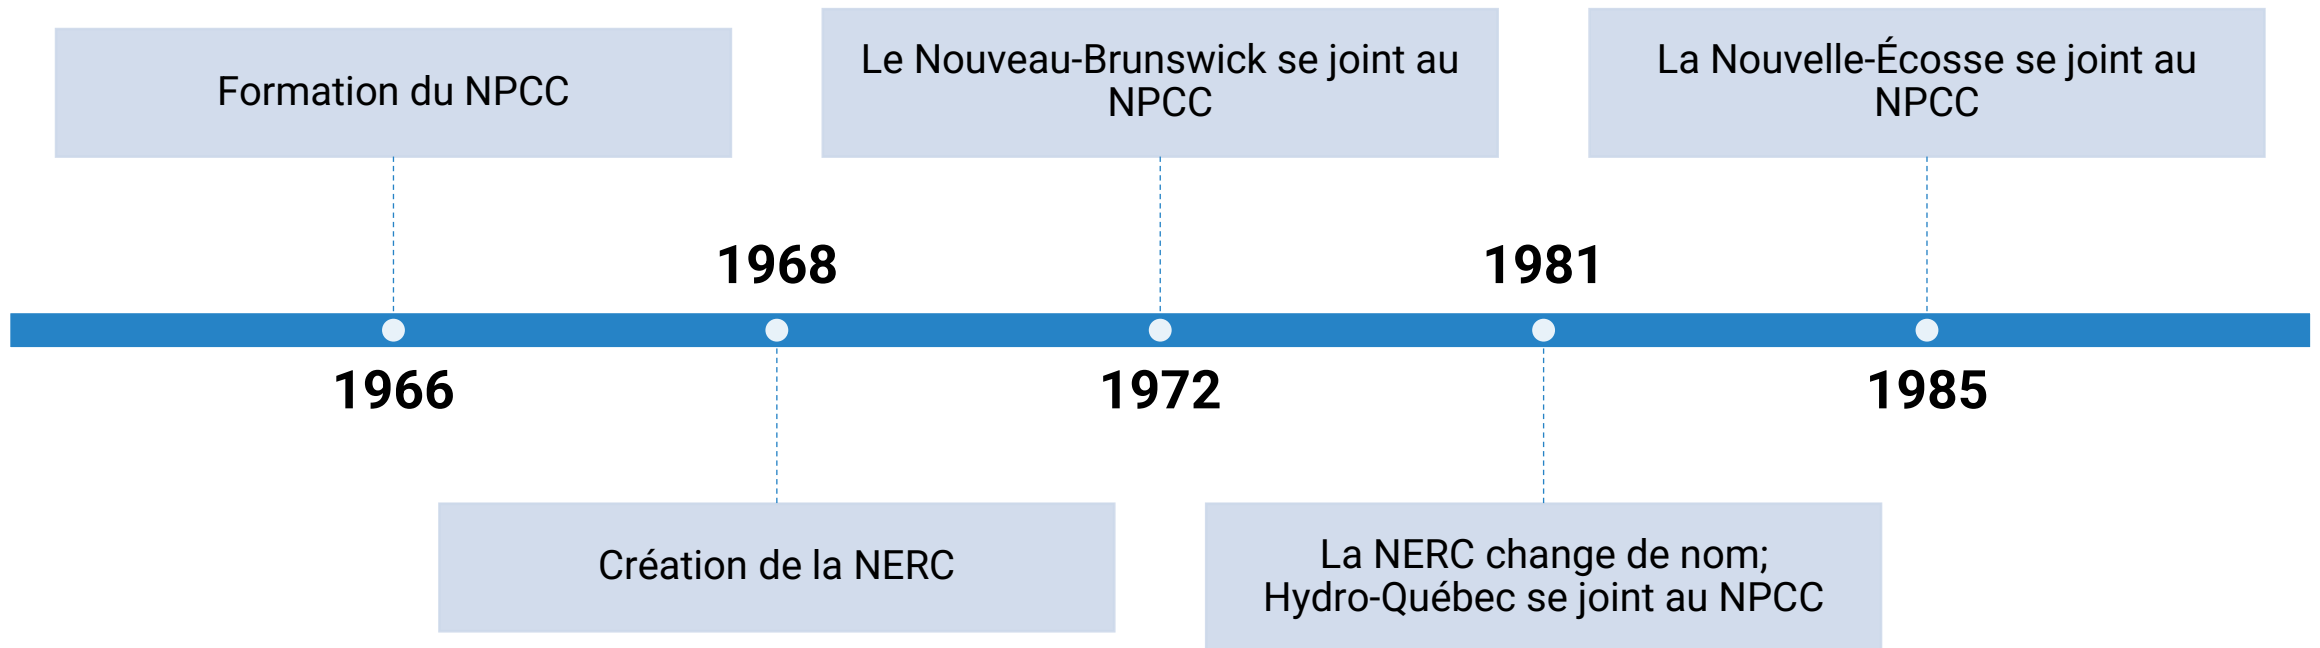 Formation du NPCC
Le Nouveau-Brunswick se joint au
NPCC
La Nouvelle-Écosse se joint au
NPCC
1968
1981
1966
1972
1985
Création de la NERC
La NERC change de nom;
Hydro-Québec se joint au NPCC